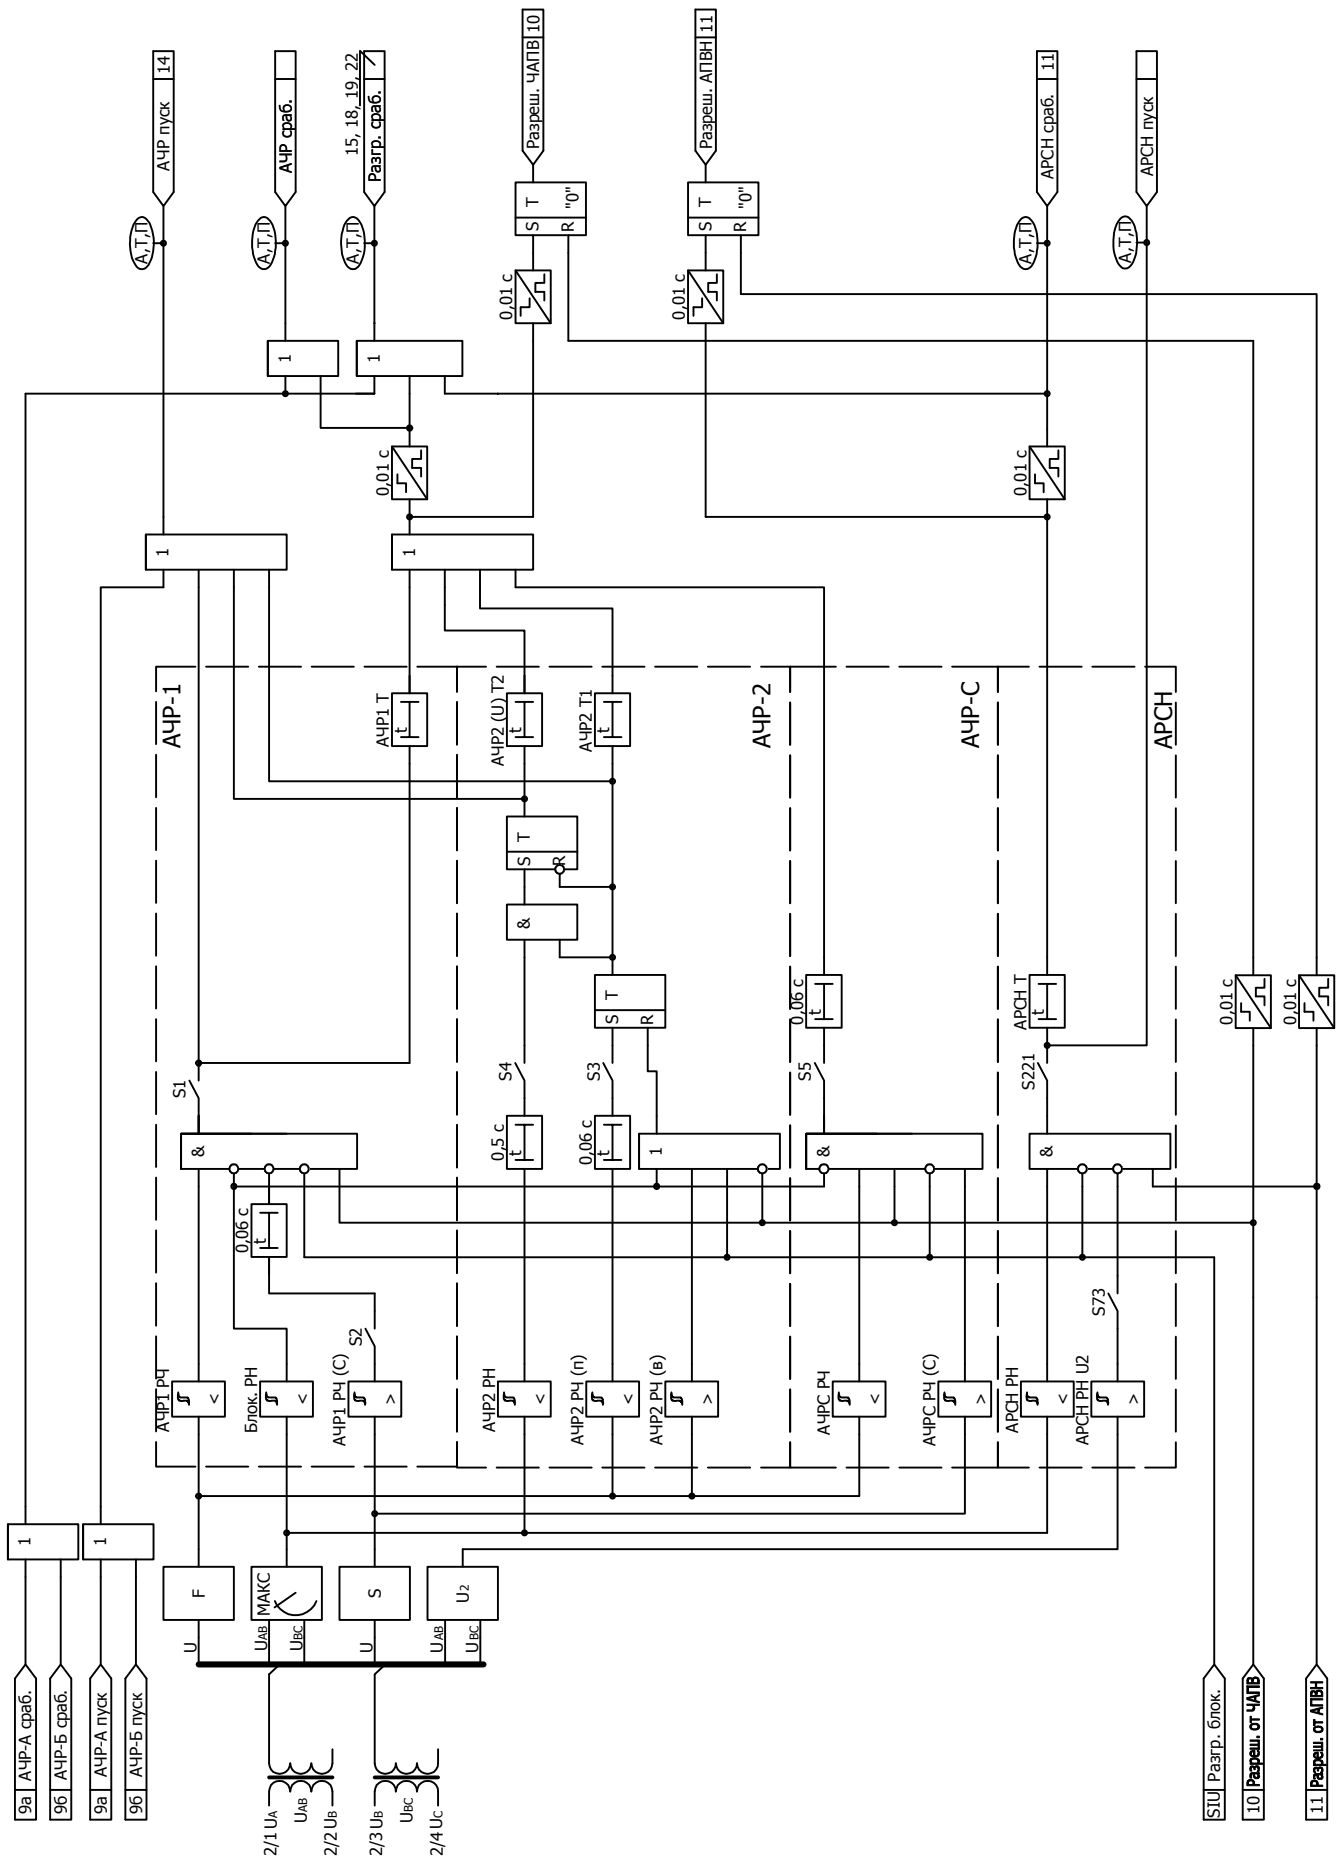 9а АЧР-А сраб.
9б АЧР-Б сраб.
9а АЧР-А пуск
9б АЧР-Б пуск
1
1
2/1 UA
UAB
2/2 UB
2/3 UB
UBC
2/4 UC
U
UAB
UBC
U
UAB
UBC
F
МАКС
S
U2
АЧР-1
АЧР1 РЧ
<
Блок. РН
<
АЧР1 РЧ (С)
>
S2
0,06 с
t
&
S1
АЧР1 Т
t
АЧР-2
АЧР2 РН
<
АЧР2 РЧ (п)
<
АЧР2 РЧ (в)
>
0,5 с
t
0,06 с
t
1
S4
S3
S
T
R
&
S
T
R
АЧР2 (U) Т2
t
АЧР2 Т1
t
АЧР-С
АЧРС РЧ
<
АЧРС РЧ (С)
>
&
S5
0,06 с
t
АРСН
АРСН РН
<
АРСН РН U2
>
S73
&
S221
АРСН Т
t
1
1
0,01 с
0,01 с
1
1
0,01 с
S
T
R
"0"
0,01 с
S
T
R
"0"
А,Т,П
АЧР пуск 14
А,Т,П
АЧР сраб.
А,Т,П
Разгр. сраб.
15, 18, 19, 22
Разреш. ЧАПВ 10
Разреш. АПВН 11
А,Т,П
АРСН сраб. 11
А,Т,П
АРСН пуск
0,01 с
0,01 с
SIU Разгр. блок.
10 Разреш. от ЧАПВ
11 Разреш. от АПВН